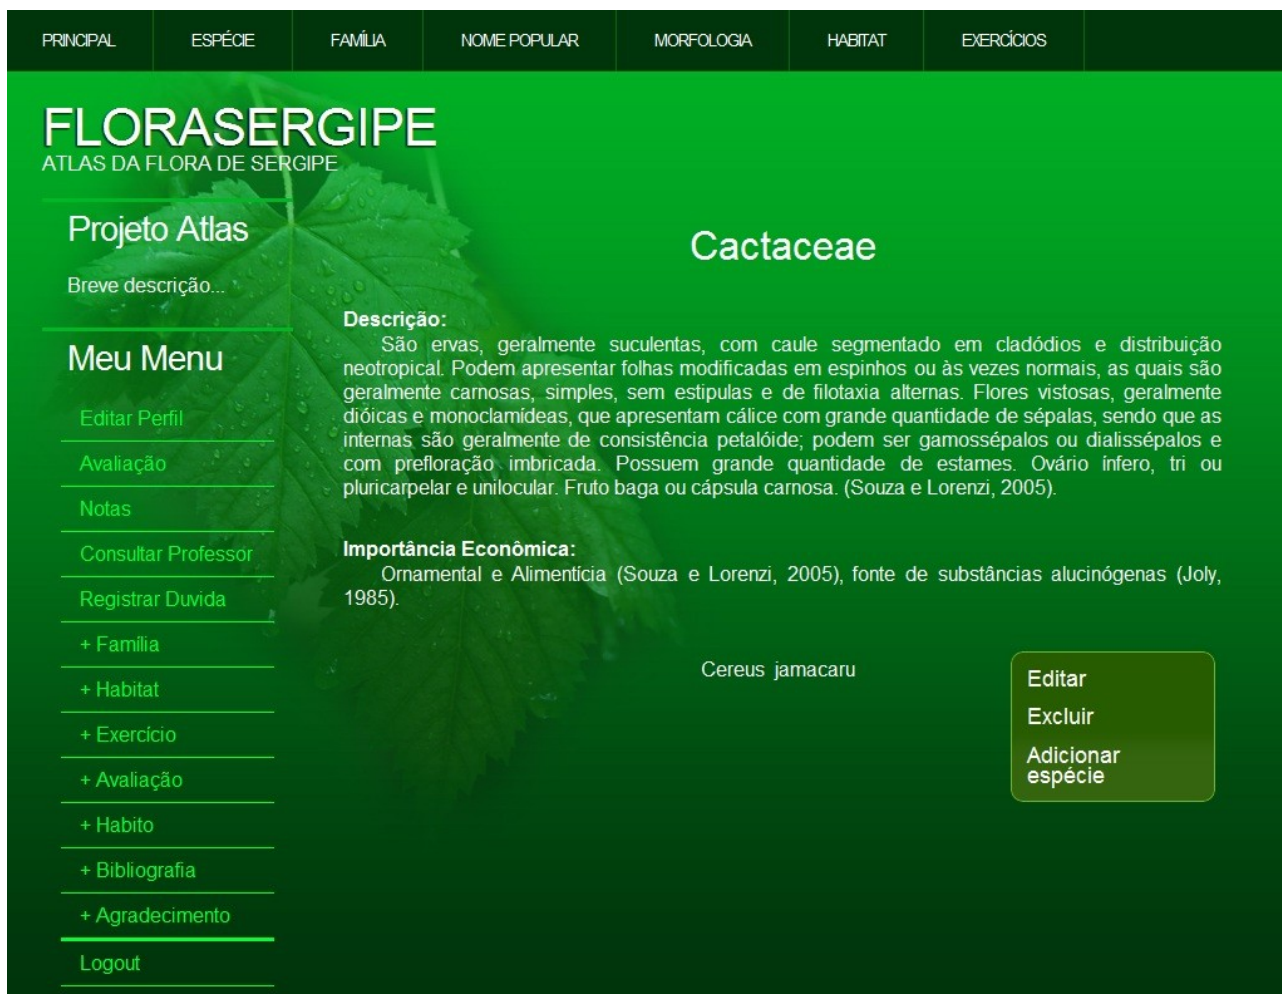 PRINCIPAL ESPÉCIE FAMÍLIA NOME POPULAR MORFOLOGIA HABITAT EXERCÍCIOS
FLORASERGIPE
ATLAS DA FLORA DE SERGIPE
Projeto Atlas
Breve descrição...
Meu Menu
Editar Perfil
Avaliação
Notas
Consultar Professor
Registrar Duvida
+ Família
+ Habitat
+ Exercício
+ Avaliação
+ Habito
+ Bibliografia
+ Agradecimento
Logout
Cactaceae
Descrição:
São ervas, geralmente suculentas, com caule segmentado em cladódios e distribuição
neotropical. Podem apresentar folhas modificadas em espinhos ou às vezes normais, as quais são
geralmente carnosas, simples, sem estipulas e de filotaxia alternas. Flores vistosas, geralmente
dióicas e monoclamídeas, que apresentam cálice com grande quantidade de sépalas, sendo que as
internas são geralmente de consistência petalóide; podem ser gamossépalos ou dialissépalos e
com prefloração imbricada. Possuem grande quantidade de estames. Ovário ínfero, tri ou
pluricarpelar e unilocular. Fruto baga ou cápsula carnosa. (Souza e Lorenzi, 2005).
Importância Econômica:
Ornamental e Alimentícia (Souza e Lorenzi, 2005), fonte de substâncias alucinógenas (Joly,
1985).
Cereus jamacaru
Editar
Excluir
Adicionar
espécie